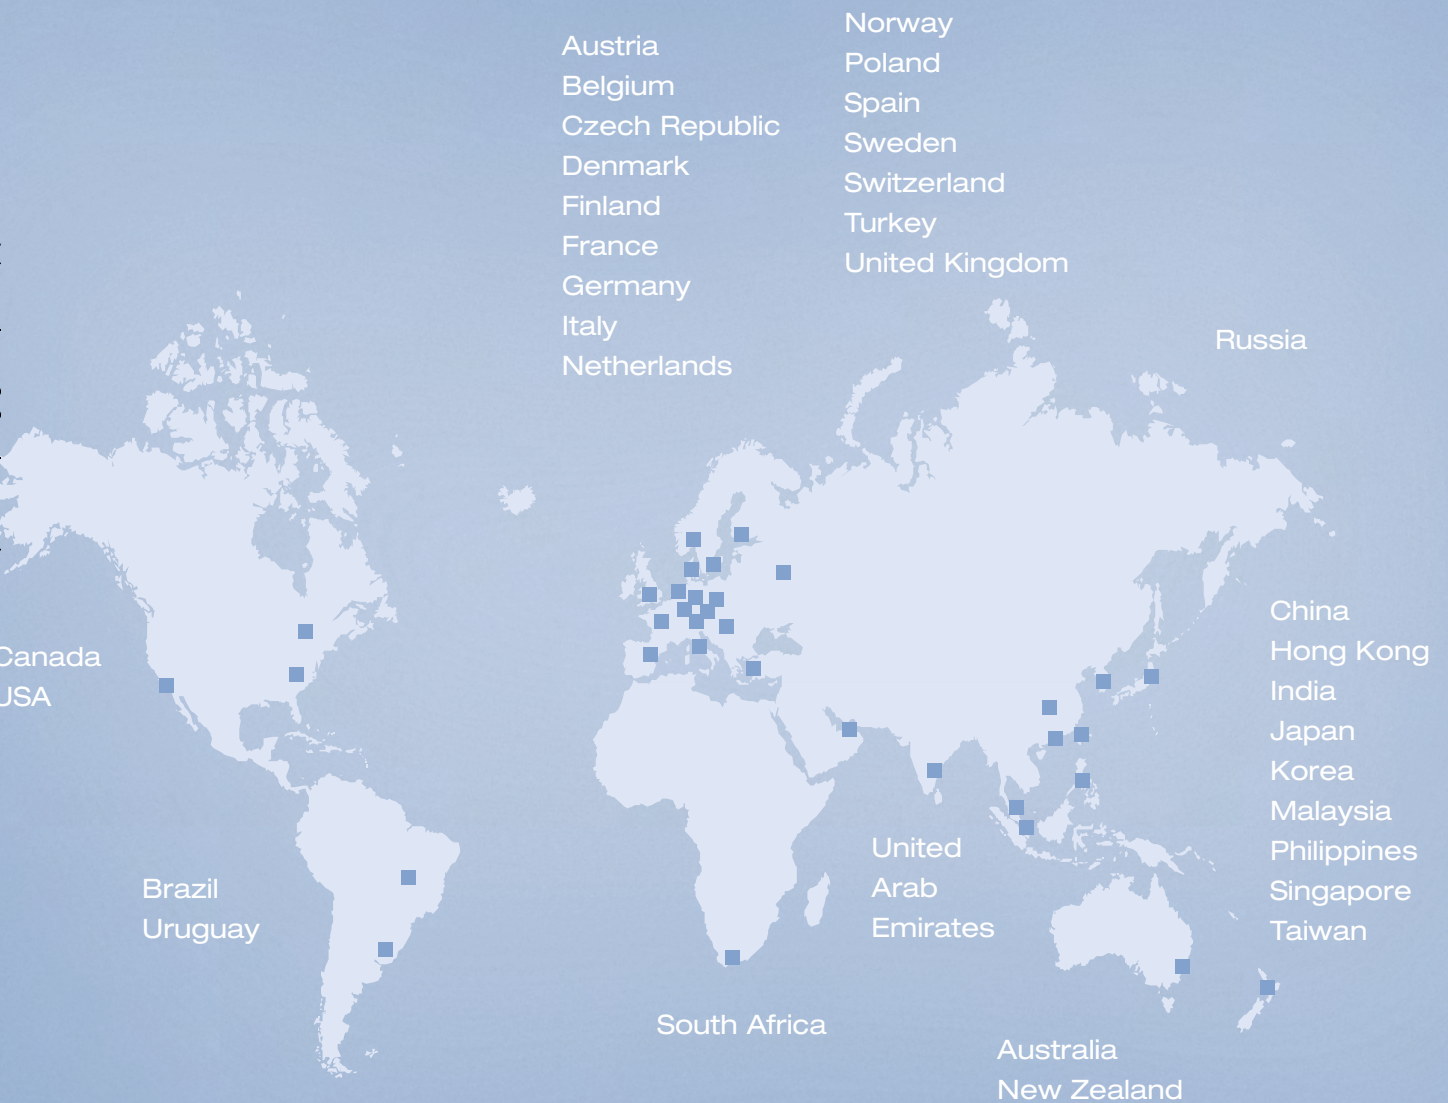 Austria
Belgium
Czech Republic
Denmark
Finland
France
Germany
Italy
Netherlands
Norway
Poland
Spain
Sweden
Switzerland
Turkey
United Kingdom
Russia
Canada
USA
China
Hong Kong
India
Japan
Korea
Malaysia
Philippines
Singapore
Taiwan
Brazil
Uruguay
United
Arab
Emirates
South Africa
Australia
New Zealand